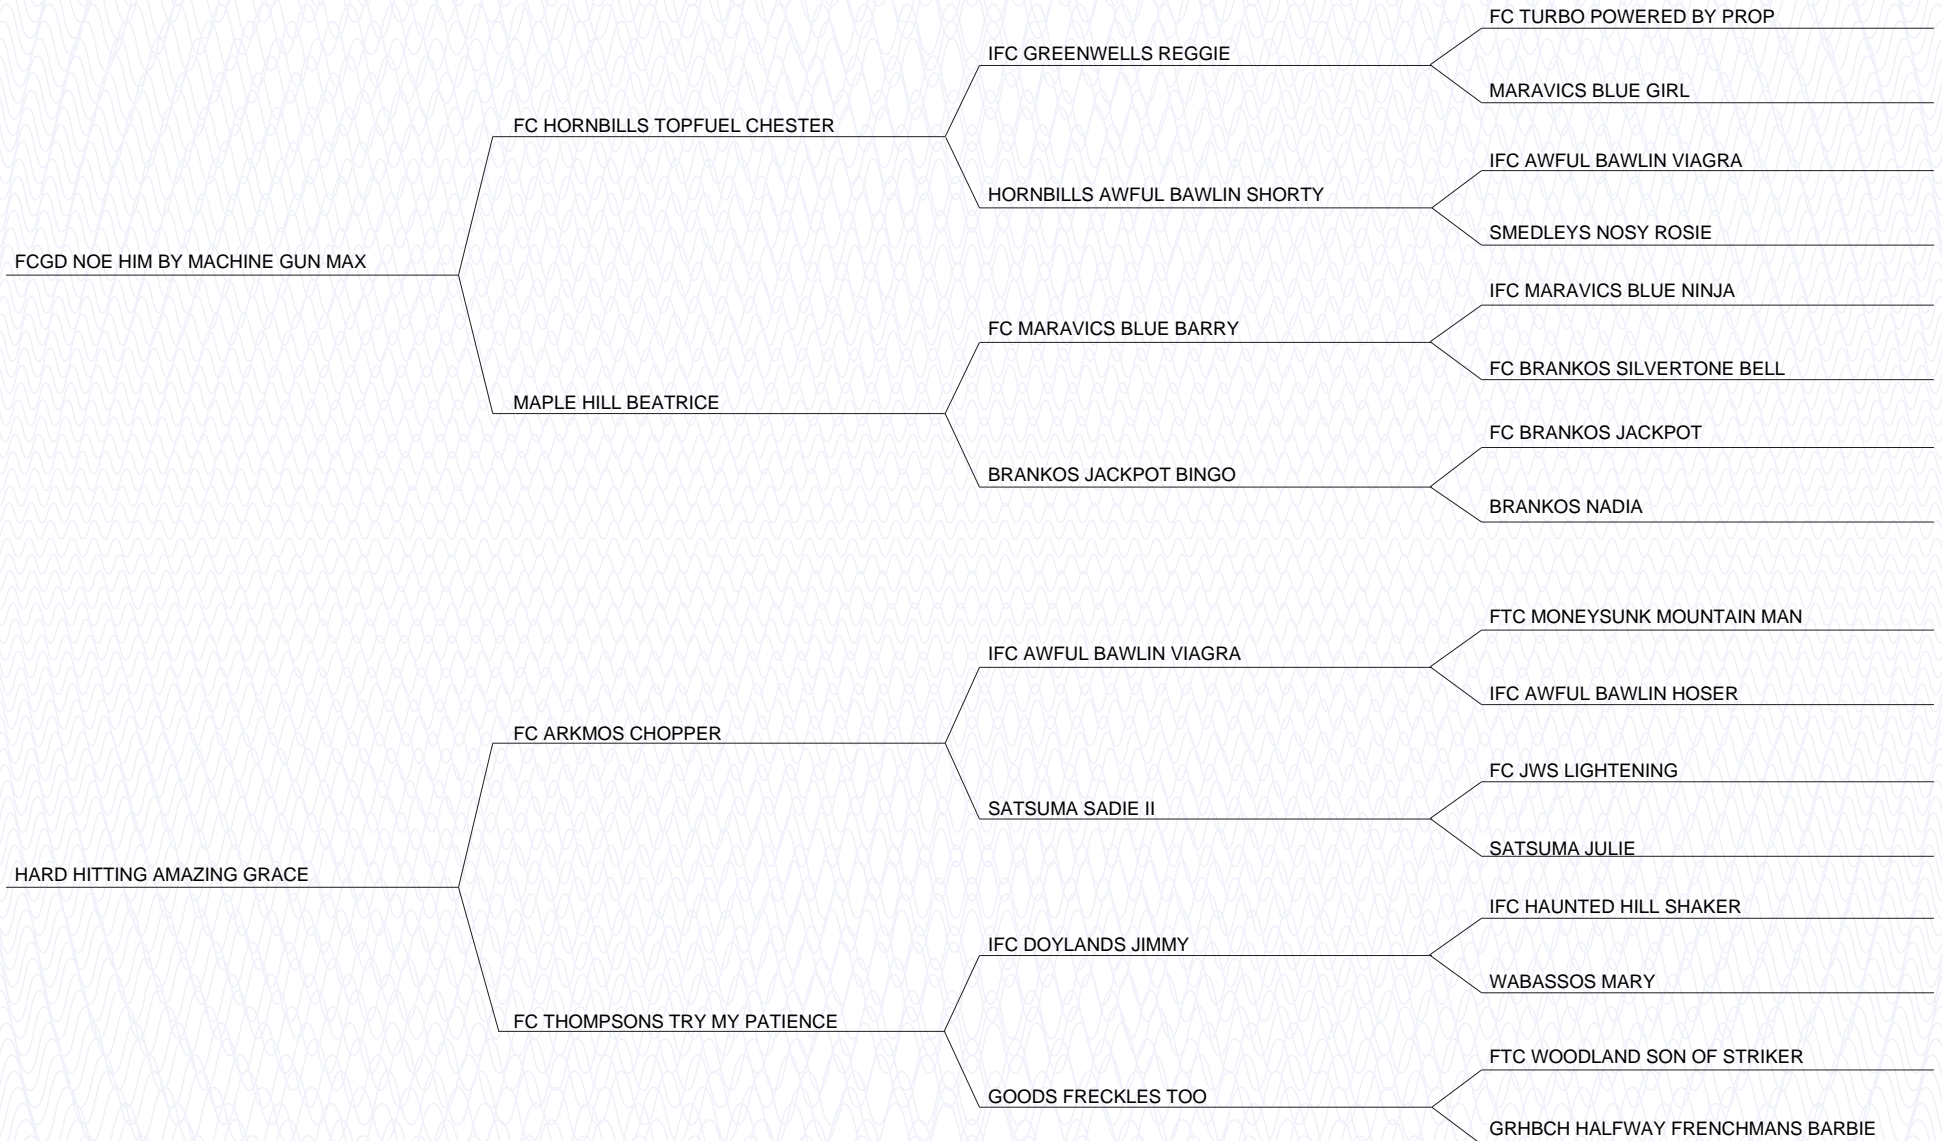 FC TURBO POWERED BY PROP
IFC GREENWELLS REGGIE
MARAVICS BLUE GIRL
FC HORNBILLS TOPFUEL CHESTER
IFC AWFUL BAWLIN VIAGRA
HORNBILLS AWFUL BAWLIN SHORTY
SMEDLEYS NOSY ROSIE
FCGD NOE HIM BY MACHINE GUN MAX
IFC MARAVICS BLUE NINJA
FC MARAVICS BLUE BARRY
FC BRANKOS SILVERTONE BELL
MAPLE HILL BEATRICE
FC BRANKOS JACKPOT
BRANKOS JACKPOT BINGO
BRANKOS NADIA
FTC MONEYSUNK MOUNTAIN MAN
IFC AWFUL BAWLIN VIAGRA
IFC AWFUL BAWLIN HOSER
FC ARKMOS CHOPPER
FC JWS LIGHTENING
SATSUMA SADIE II
SATSUMA JULIE
HARD HITTING AMAZING GRACE
IFC HAUNTED HILL SHAKER
IFC DOYLANDS JIMMY
WABASSOS MARY
FC THOMPSONS TRY MY PATIENCE
FTC WOODLAND SON OF STRIKER
GOODS FRECKLES TOO
GRHBCH HALFWAY FRENCHMANS BARBIE